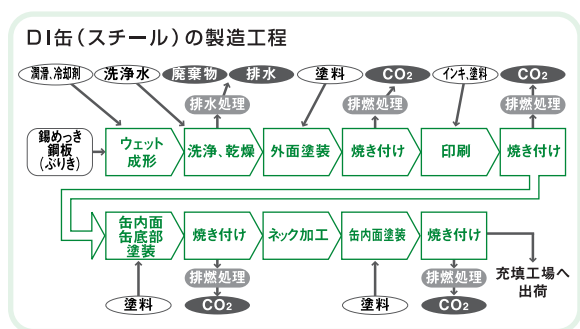 DI缶(スチール)の製造工程
潤滑、冷却剤
洗浄水
廃棄物
排水
塗料
CO2
インキ、塗料
CO2
排水処理
排燃処理
排燃処理
錫めっき
鋼板
(ぶりき)
ウェット
成形
洗浄、乾燥
外面塗装
焼き付け
印刷
焼き付け
缶内面
缶底部
塗装
焼き付け
ネック加工
缶内面塗装
焼き付け
排燃処理
排燃処理
充填工場へ
出荷
塗料
CO2
塗料
CO2